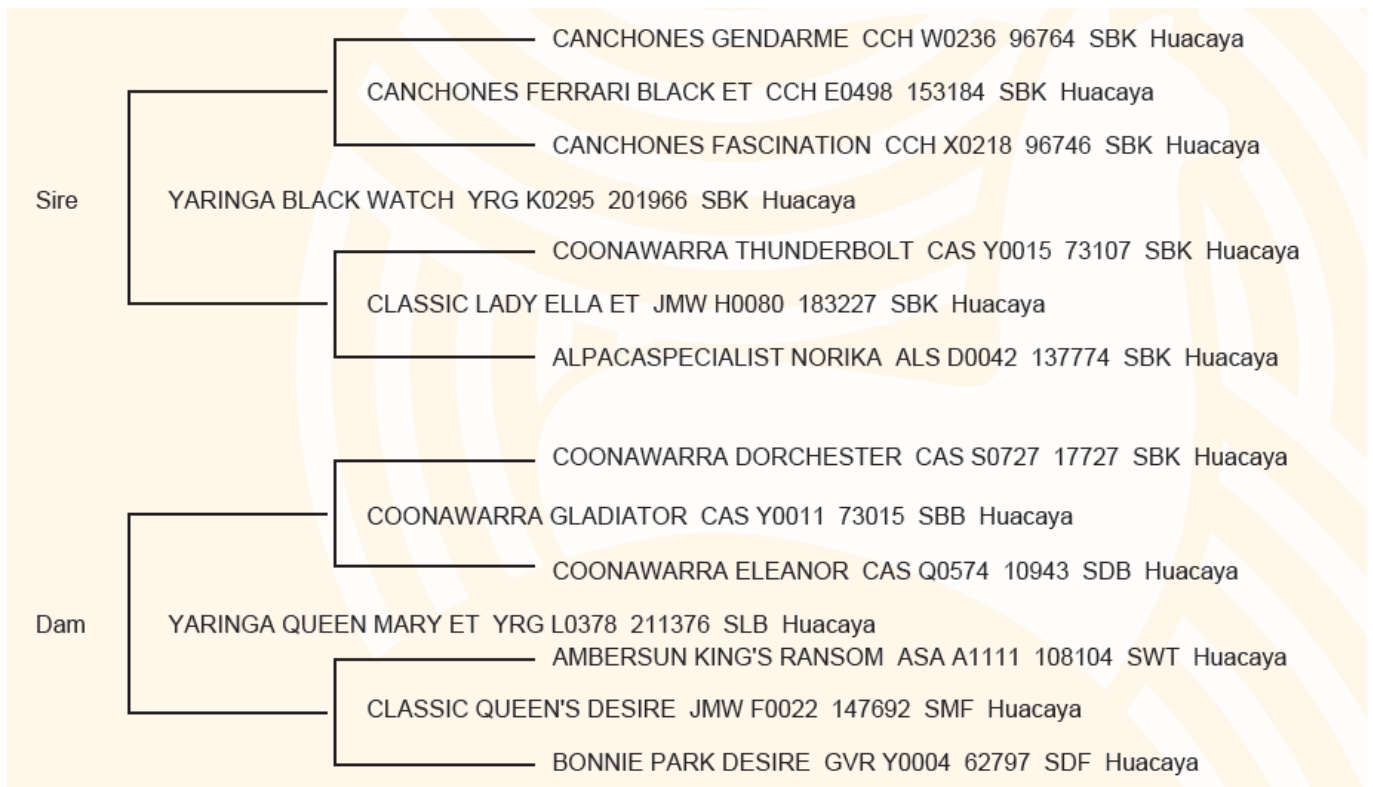 CANCHONES GENDARME CCH W0236 96764 SBK Huacaya
CANCHONES FERRARI BLACK ET CCH E0498 153184 SBK Huacaya
CANCHONES FASCINATION CCH X0218 96746 SBK Huacaya
Sire YARINGA BLACK WATCH YRG K0295 201966 SBK Huacaya
COONAWARRA THUNDERBOLT CAS Y0015 73107 SBK Huacaya
CLASSIC LADY ELLA ET JMW H0080 183227 SBK Huacaya
ALPACASPECIALIST NORIKA ALS D0042 137774 SBK Huacaya
COONAWARRA DORCHESTER CAS S0727 17727 SBK Huacaya
COONAWARRA GLADIATOR CAS Y0011 73015 SBB Huacaya
COONAWARRA ELEANOR CAS Q0574 10943 SDB Huacaya
Dam YARINGA QUEEN MARY ET YRG L0378 211376 SLB Huacaya
AMBERSUN KING'S RANSOM ASA A1111 108104 SWT Huacaya
CLASSIC QUEEN'S DESIRE JMW F0022 147692 SMF Huacaya
BONNIE PARK DESIRE GVR Y0004 62797 SDF Huacaya